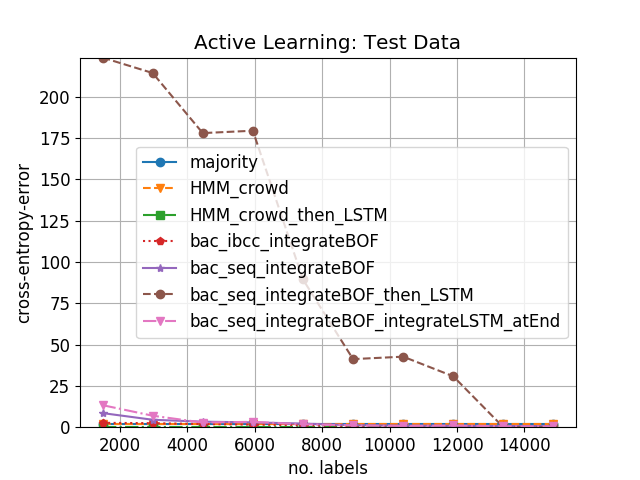 Active Learning: Test Data
cross-entropy-error
200
175
150
125
100
75
50
25
0
majority
HMM_crowd
HMM_crowd_then_LSTM
bac_ibcc_integrateBOF
bac_seq_integrateBOF
bac_seq_integrateBOF_then_LSTM
bac_seq_integrateBOF_integrateLSTM_atEnd
2000 4000 6000 8000 10000 12000 14000
no. labels